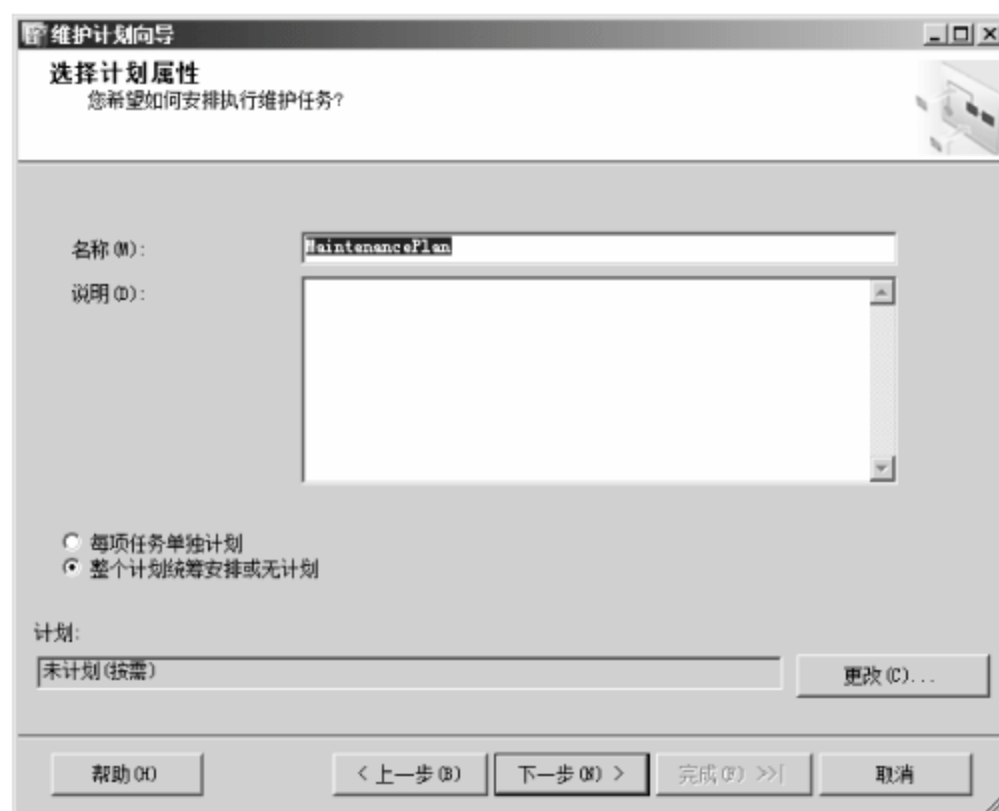 维护计划向导
选择计划属性
您希望如何安排执行维护任务?
名称(M):
MaintenancePlan
说明(D):
每项任务单独计划
整个计划统筹安排或无计划
计划:
未计划(按需)
更改(C)...
帮助(H)
< 上一步(B)
下一步(N) >
完成(F) >>|
取消